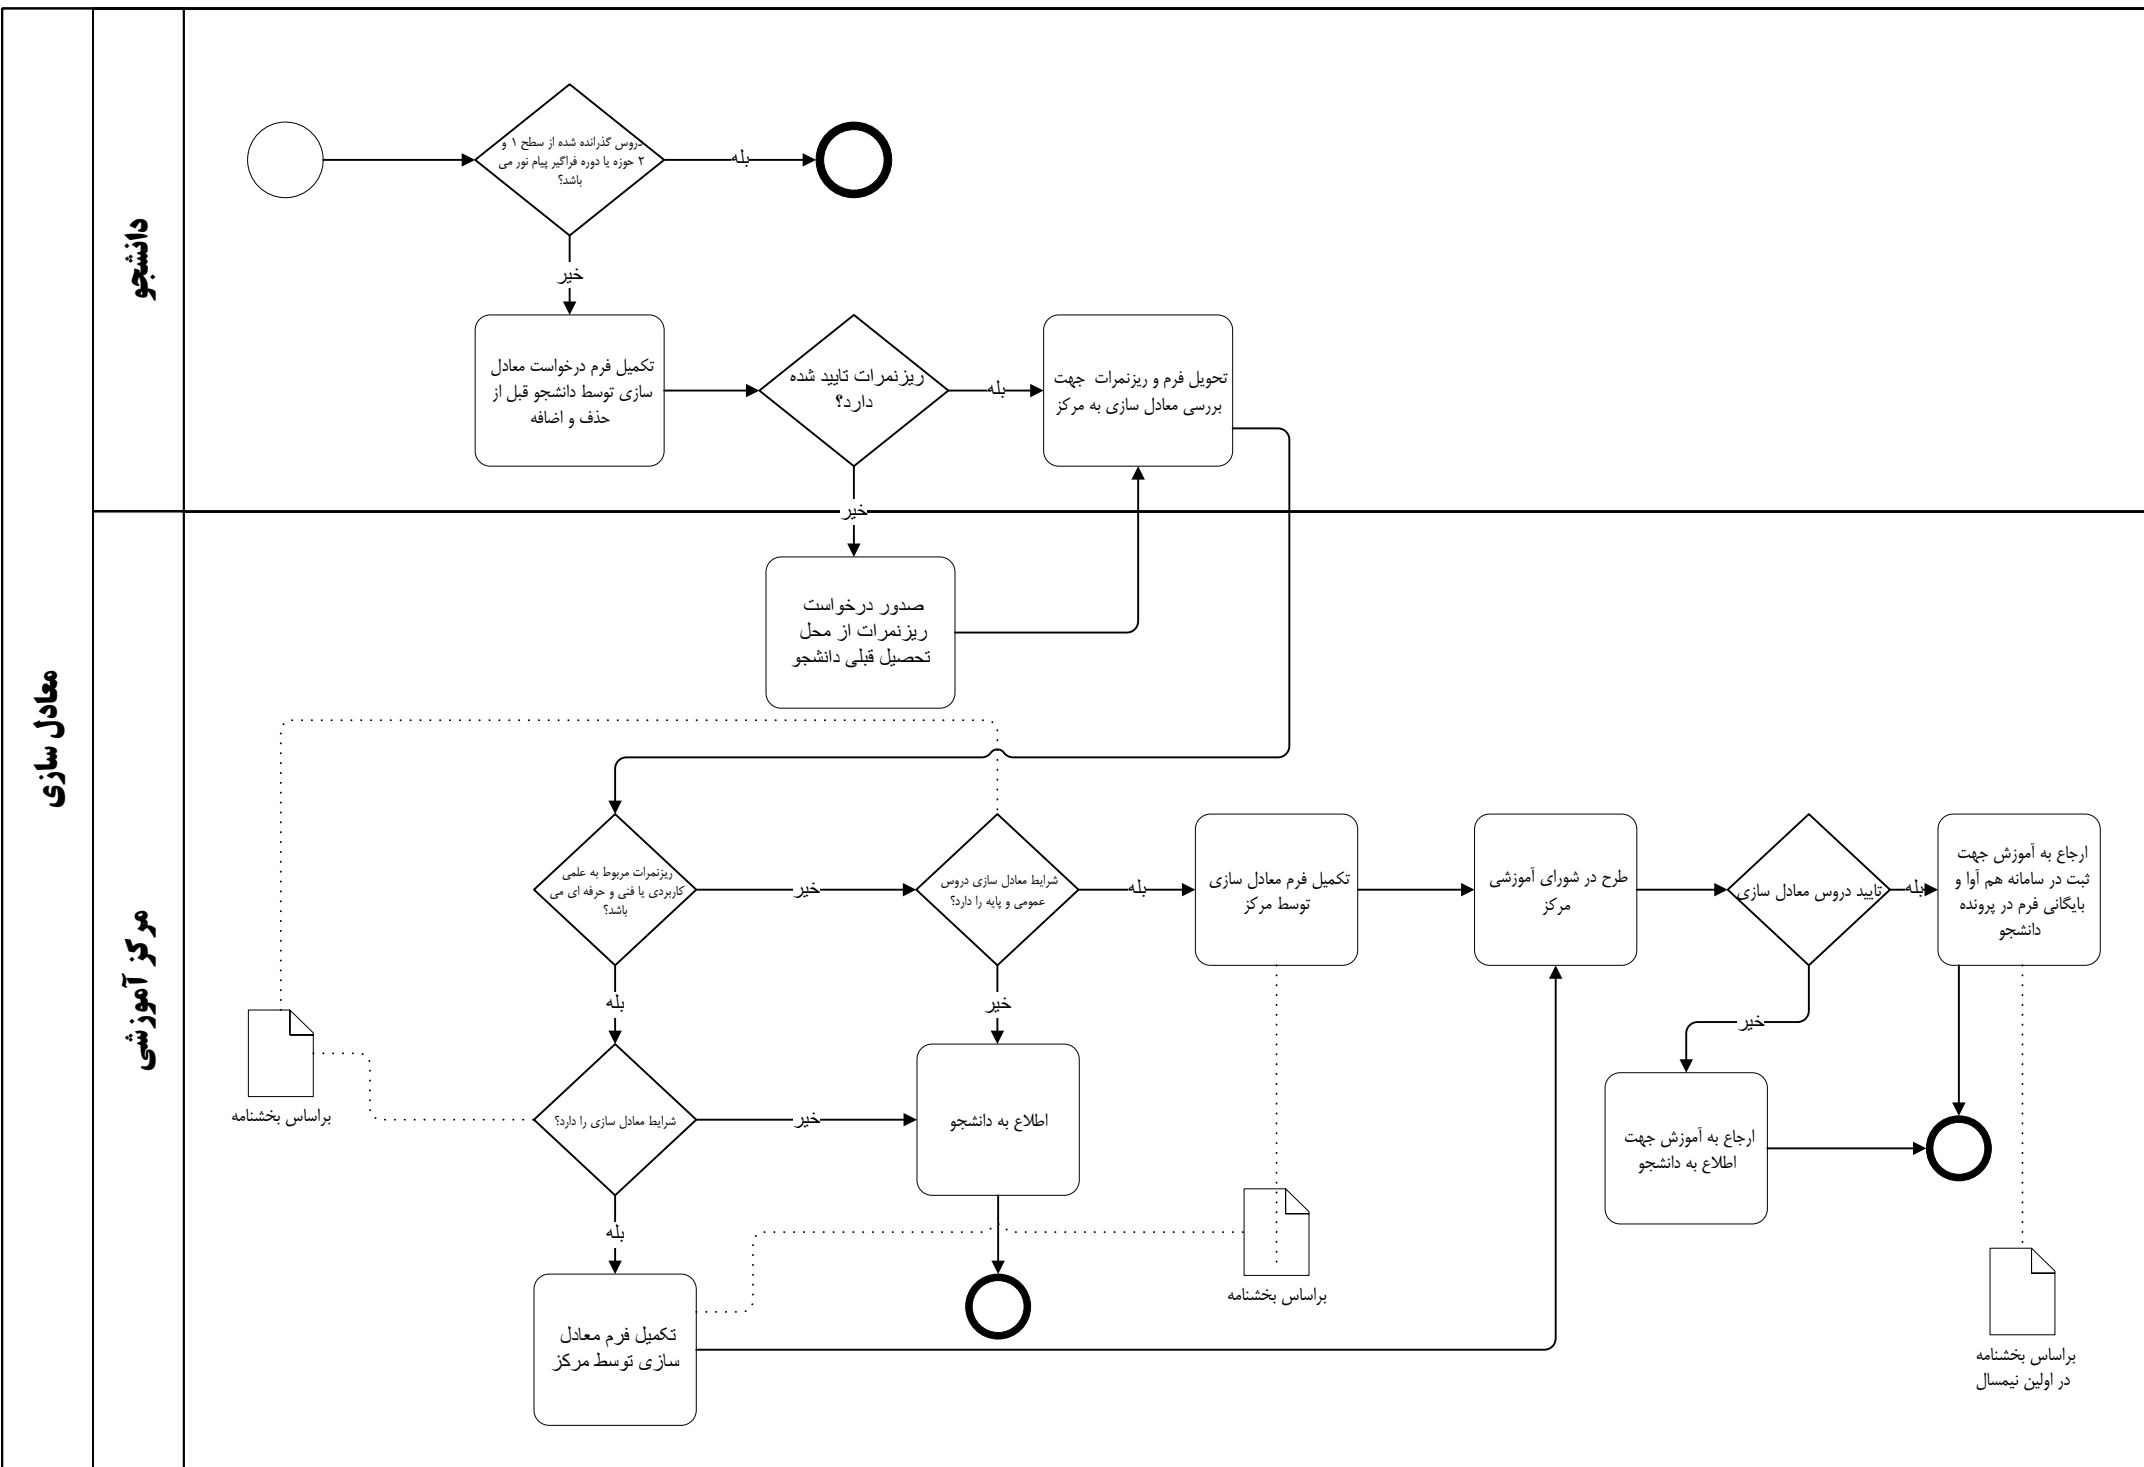 معادل سازی
دانشجو
دروس گذرانده شده از سطح ۱ و
۲ حوزه یا دوره فراگیر پیام نور می
باشد؟
بله
خیر
تکمیل فرم درخواست معادل
سازی توسط دانشجو قبل از
حذف و اضافه
ریزنمرات تایید شده
دارد؟
بله
تحویل فرم و ریزنمرات جهت
بررسی معادل سازی به مرکز
خیر
مرکز آموزشی
صدور درخواست
ریزنمرات از محل
تحصیل قبلی دانشجو
ریزنمرات مربوط به علمی
کاربردی یا فنی و حرفه ای می
باشد؟
خیر
شرایط معادل سازی دروس
عمومی و پایه را دارد؟
بله
تکمیل فرم معادل سازی
توسط مرکز
طرح در شورای آموزشی
مرکز
تایید دروس معادل سازی
بله
ارجاع به آموزش جهت
ثبت در سامانه هم آوا و
بایگانی فرم در پرونده
دانشجو
بله
خیر
خیر
براساس بخشنامه
شرایط معادل سازی را دارد؟
خیر
اطلاع به دانشجو
ارجاع به آموزش جهت
اطلاع به دانشجو
بله
براساس بخشنامه
تکمیل فرم معادل
سازی توسط مرکز
براساس بخشنامه
در اولین نیمسال